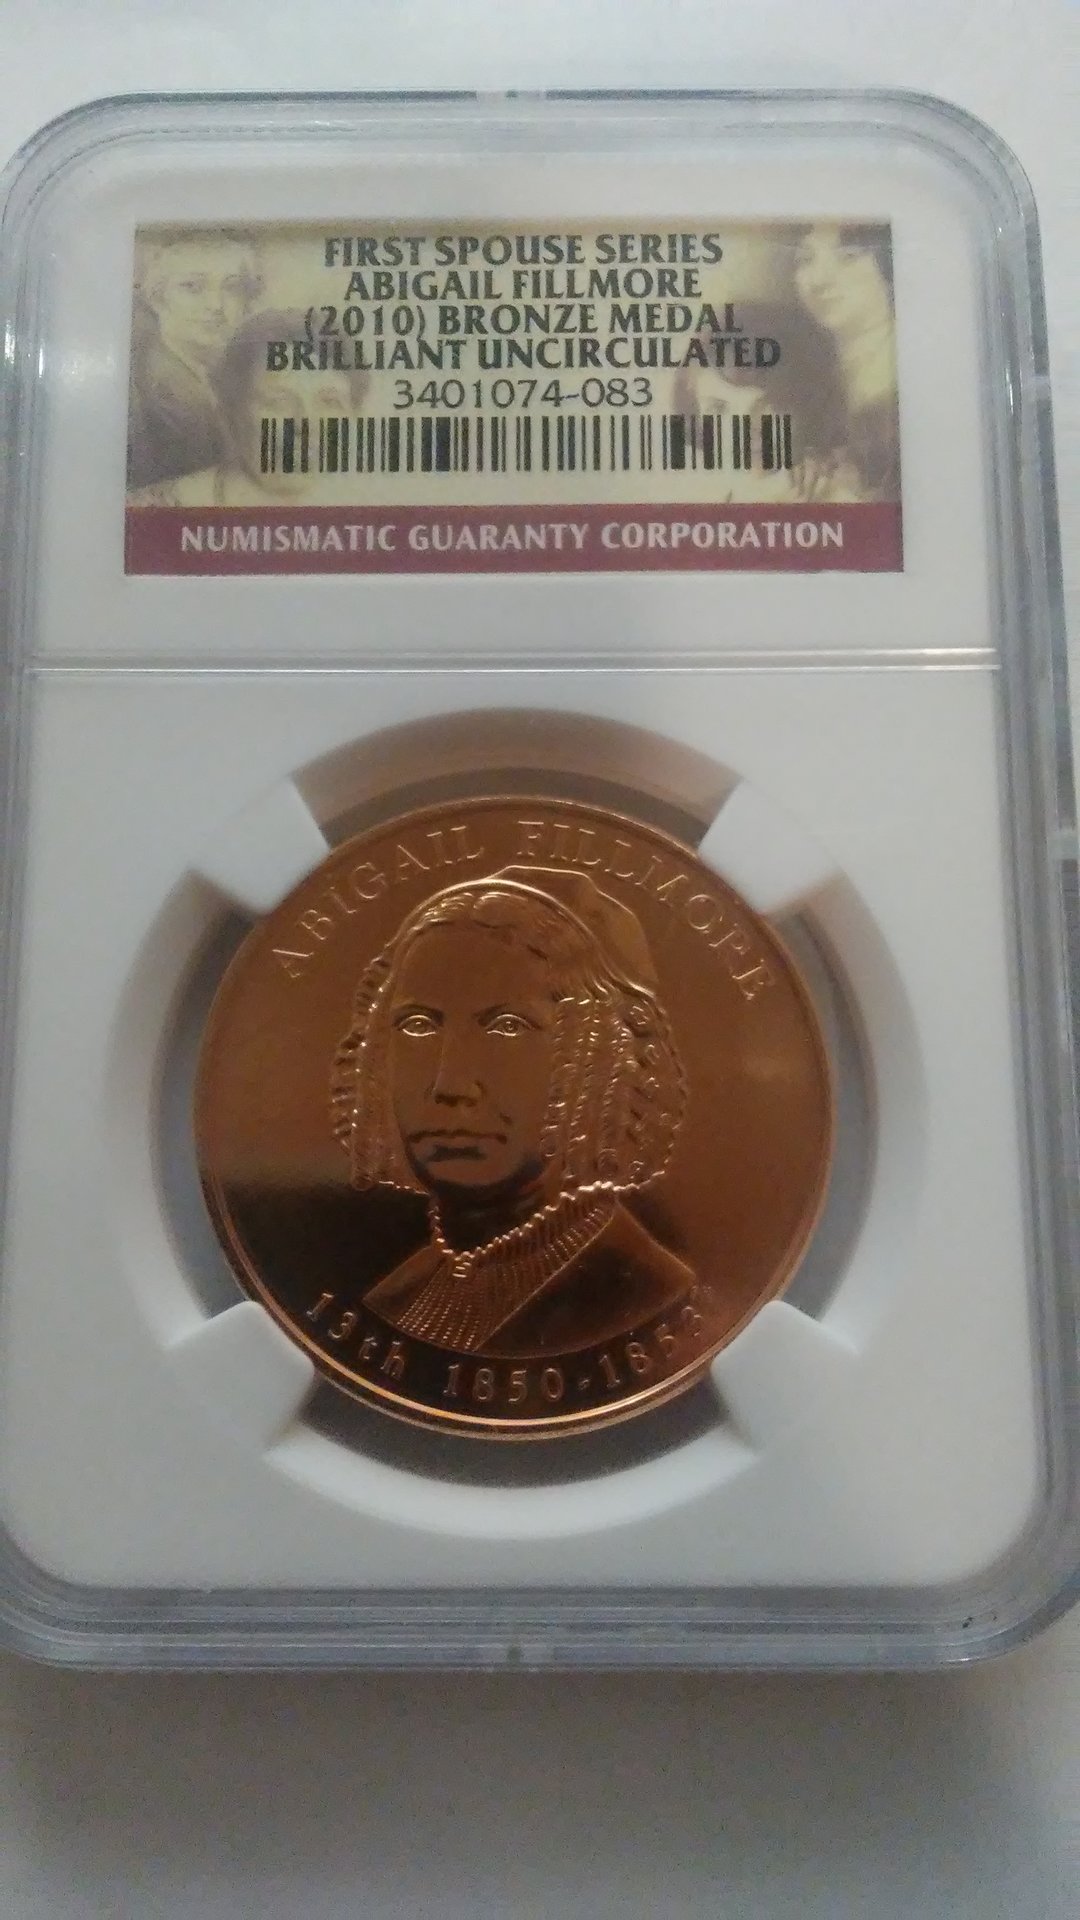 FIRST SPOUSE SERIES
ABIGAIL FILLMORE
(2010) BRONZE MEDAL
BRILLIANT UNCIRCULATED
3401074-083
NUMISMATIC GUARANTY CORPORATION
ABIGAIL FILLMORE
13th 1850-1853